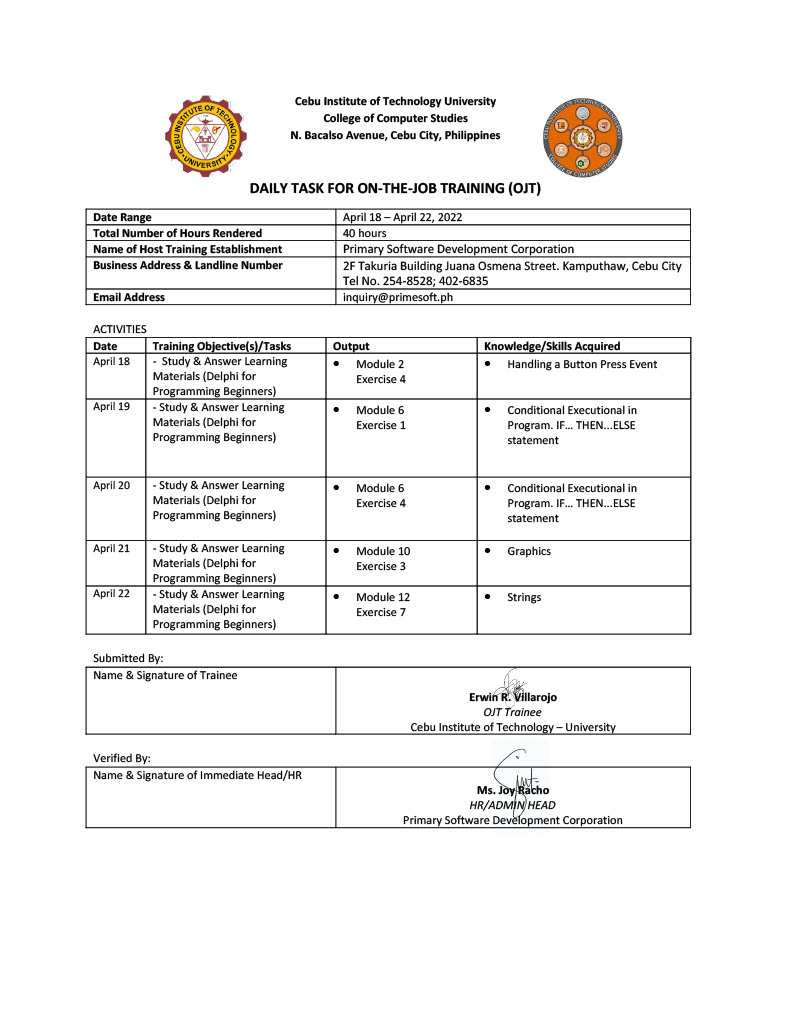 Cebu Institute of Technology University
College of Computer Studies
N. Bacalso Avenue, Cebu City, Philippines
CEBU INSTITUTE OF TECHNOLOGY
UNIVERSITY
CEBU INSTITUTE OF TECHNOLOGY UNIVERSITY
COLLEGE OF COMPUTER STUDIES
DAILY TASK FOR ON-THE-JOB TRAINING (OJT)
Date Range April 18 – April 22, 2022
Total Number of Hours Rendered 40 hours
Name of Host Training Establishment Primary Software Development Corporation
Business Address & Landline Number 2F Takuria Building Juana Osmena Street. Kamputhaw, Cebu City
Tel No. 254-8528; 402-6835
Email Address inquiry@primesoft.ph
ACTIVITIES
Date Training Objective(s)/Tasks Output Knowledge/Skills Acquired
April 18 - Study & Answer Learning ● Module 2 ● Handling a Button Press Event
Materials (Delphi for Exercise 4
Programming Beginners)
April 19 - Study & Answer Learning ● Module 6 ● Conditional Executional in
Materials (Delphi for Exercise 1 Program. IF... THEN...ELSE
Programming Beginners) statement
April 20 - Study & Answer Learning ● Module 6 ● Conditional Executional in
Materials (Delphi for Exercise 4 Program. IF... THEN...ELSE
Programming Beginners) statement
April 21 - Study & Answer Learning ● Module 10 ● Graphics
Materials (Delphi for Exercise 3
Programming Beginners)
April 22 - Study & Answer Learning ● Module 12 ● Strings
Materials (Delphi for Exercise 7
Programming Beginners)
Submitted By:
Name & Signature of Trainee
Erwin R. Villarojo
OJT Trainee
Cebu Institute of Technology – University
Verified By:
Name & Signature of Immediate Head/HR
Ms. Joy Racho
HR/ADMIN HEAD
Primary Software Development Corporation